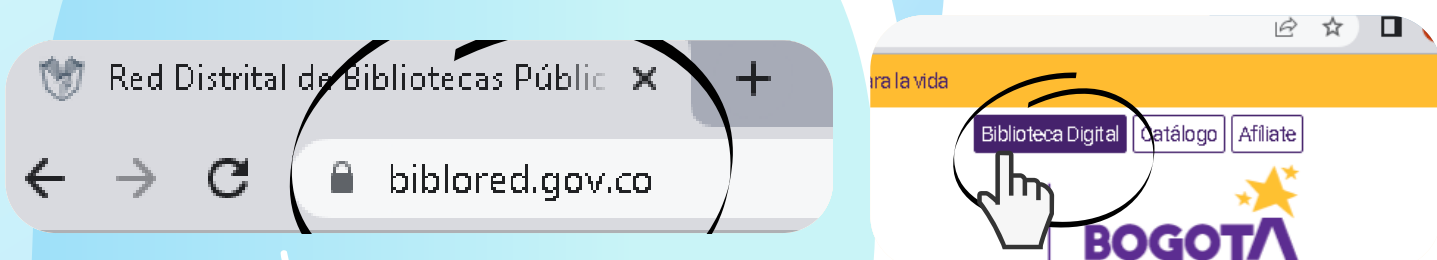 Red Distrital de Bibliotecas Públic
biblored.gov.co
ara la vida
Biblioteca Digital
Catálogo
Afíliate
BOGOTA